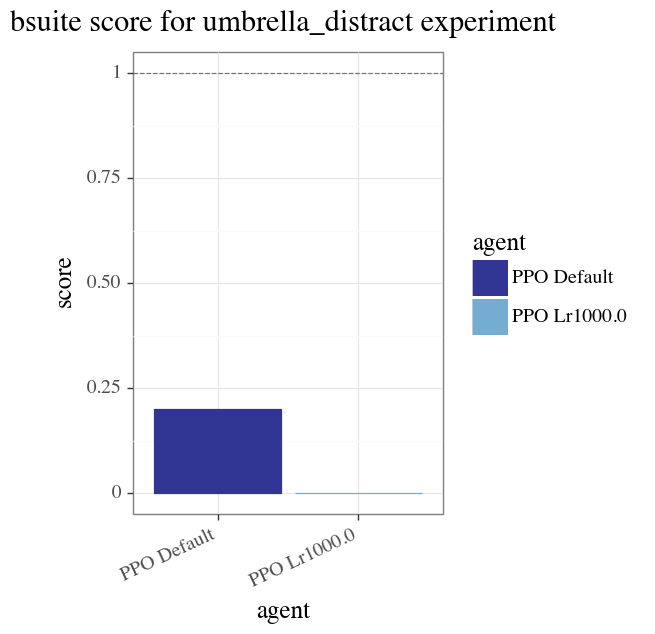 bsuite score for umbrella_distract experiment
1
0.75
0.50
0.25
0
score
PPO Default
PPO Lr1000.0
agent
agent
PPO Default
PPO Lr1000.0